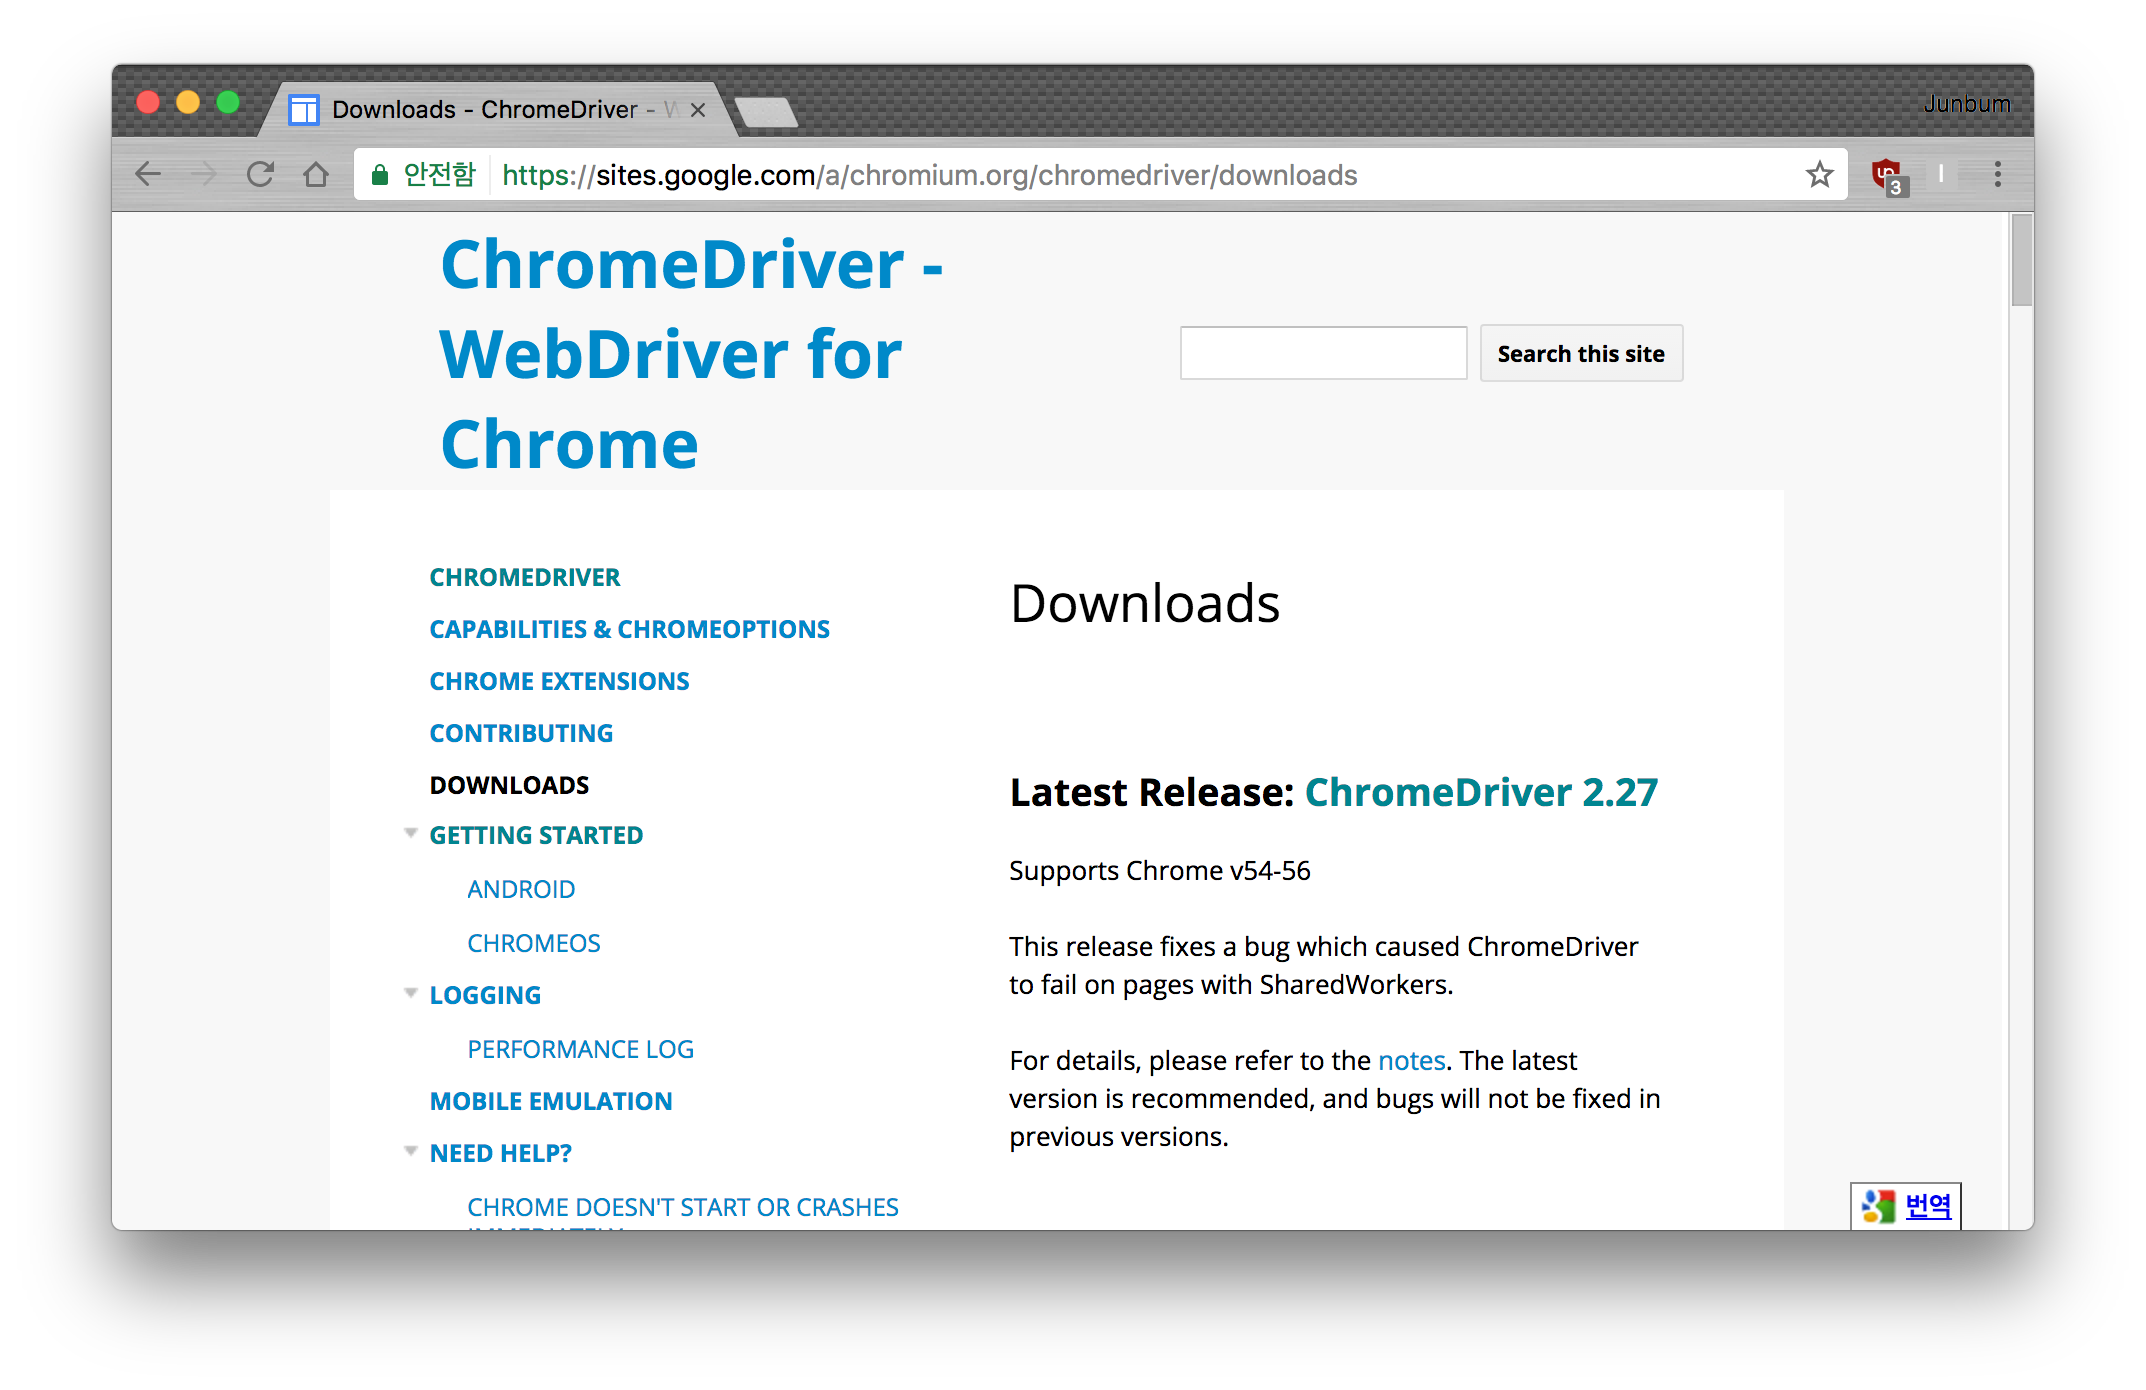 Downloads - ChromeDriver - W
Junbum
안전함 https://sites.google.com/a/chromium.org/chromedriver/downloads
3
ChromeDriver -
WebDriver for
Chrome
Search this site
CHROMEDRIVER
CAPABILITIES & CHROMEOPTIONS
CHROME EXTENSIONS
CONTRIBUTING
DOWNLOADS
GETTING STARTED
ANDROID
CHROMEOS
LOGGING
PERFORMANCE LOG
MOBILE EMULATION
NEED HELP?
CHROME DOESN'T START OR CRASHES
Downloads
Latest Release: ChromeDriver 2.27
Supports Chrome v54-56
This release fixes a bug which caused ChromeDriver
to fail on pages with SharedWorkers.
For details, please refer to the notes. The latest
version is recommended, and bugs will not be fixed in
previous versions.
번역